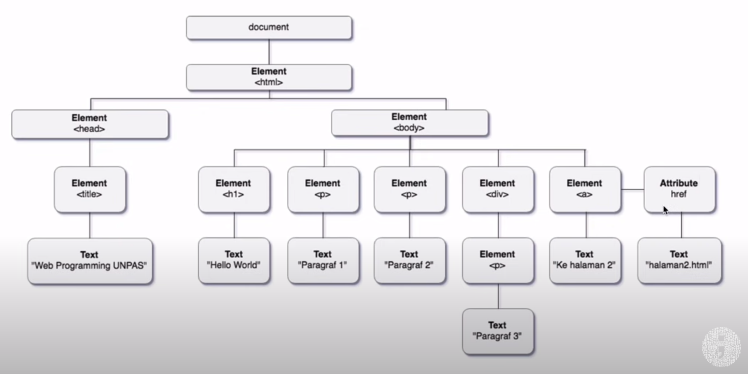 document
Element
<html>
Element
<head>
Element
<body>
Element
<title>
Element
<h1>
Element
<p>
Element
<p>
Element
<div>
Element
<a>
Attribute
href
Text
"Web Programming UNPAS"
Text
"Hello World"
Text
"Paragraf 1"
Text
"Paragraf 2"
Element
<p>
Text
"Ke halaman 2"
Text
"halaman2.html"
Text
"Paragraf 3"